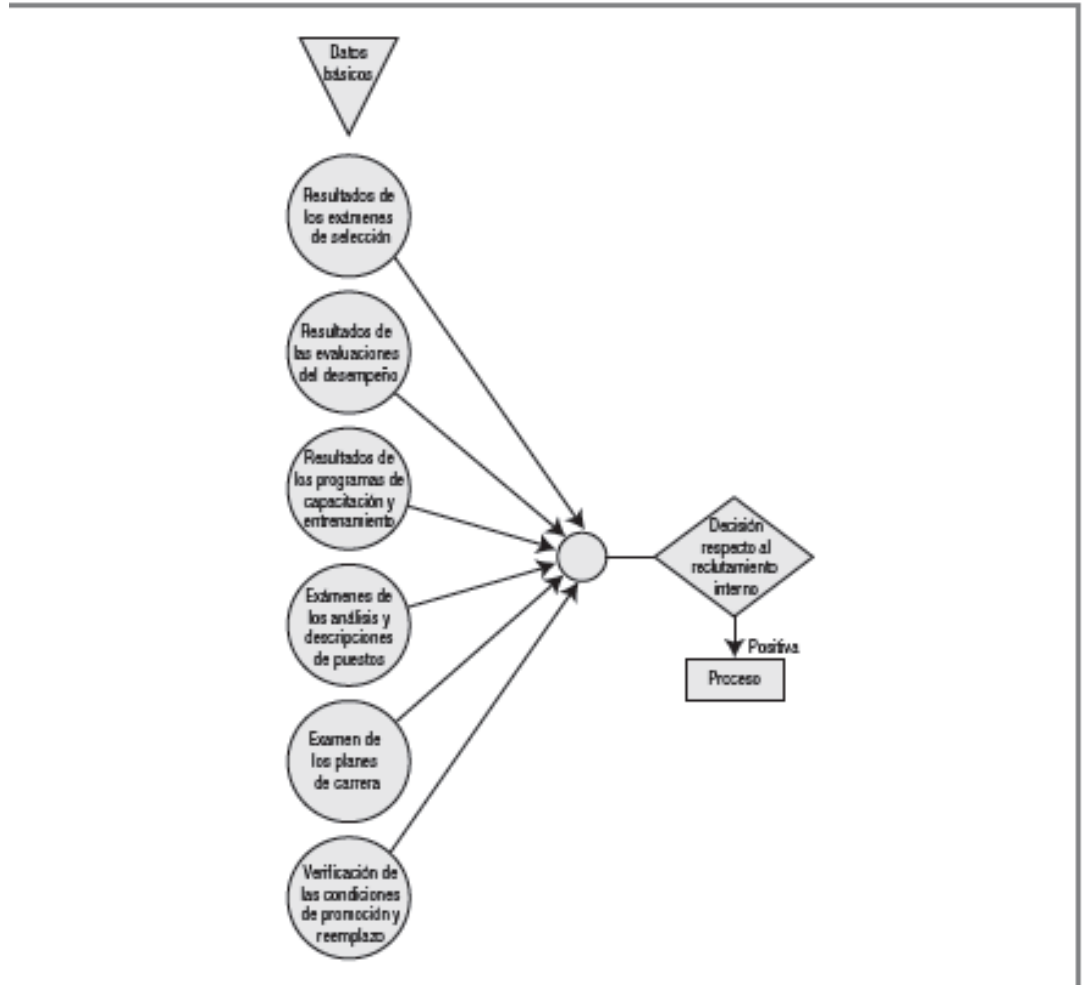 Datos
básicos
Resultados de
los exámenes
de selección
Resultados de
las evaluaciones
del desempeño
Resultados de
los programas de
capacitación y
entrenamiento
Exámenes de
los análisis y
descripciones
de puestos
Examen de
los planes
de carrera
Verificación de
las condiciones
de promoción y
reemplazo
Decisión
respecto al
reclutamiento
interno
Positiva
Proceso